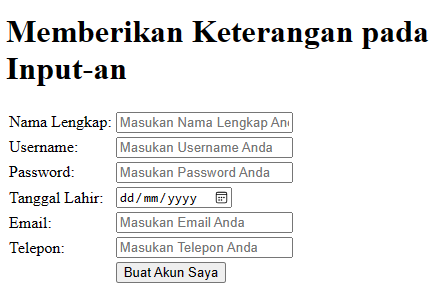 Memberikan Keterangan pada
Input-an
Nama Lengkap: Masukan Nama Lengkap An
Username: Masukan Username Anda
Password: Masukan Password Anda
Tanggal Lahir: dd/mm/yyyy
Email: Masukan Email Anda
Telepon: Masukan Telepon Anda
Buat Akun Saya